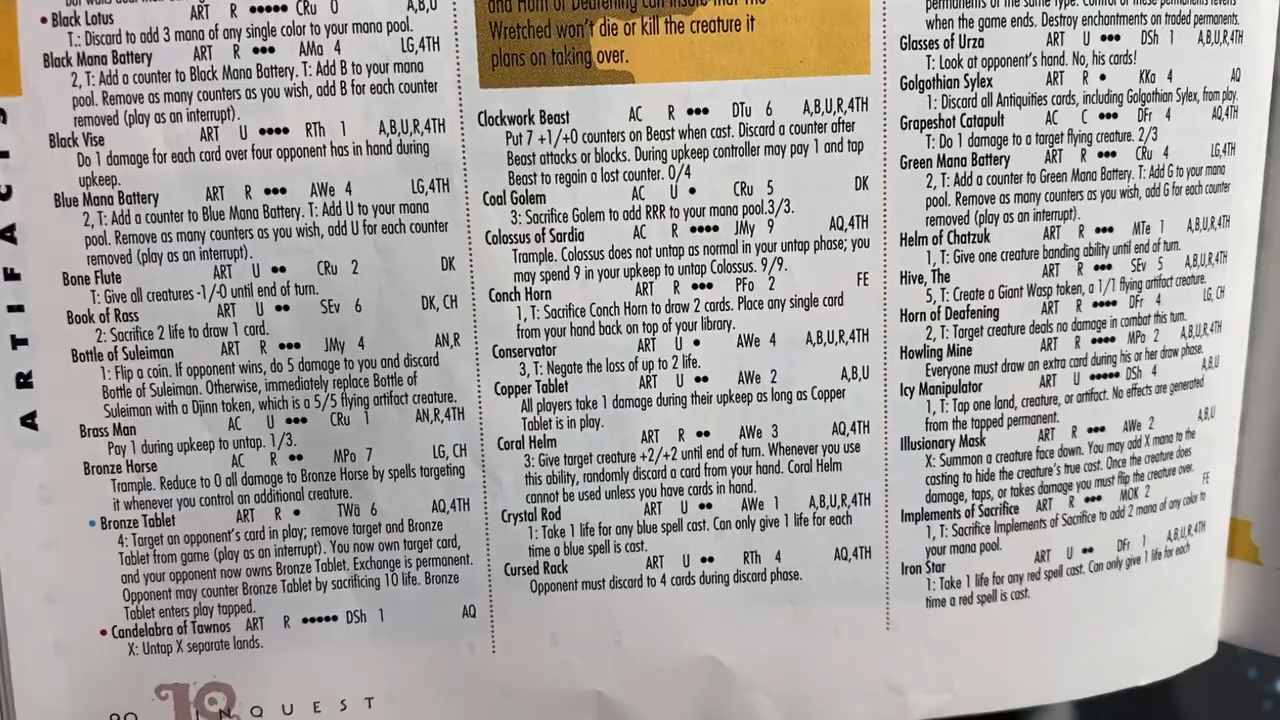 ARTIFACTS
• Black Lotus ART R ••••• CRu 0 A,B,U
T.: Discard to add 3 mana of any single color to your mana pool.
Black Mana Battery ART R ••• AMa 4 LG,4TH
2, T: Add a counter to Black Mana Battery. T: Add B to your mana
pool. Remove as many counters as you wish, add B for each counter
removed (play as an interrupt).
Black Vise ART U •••• RTh 1 A,B,U,R,4TH
Do 1 damage for each card over four opponent has in hand during
upkeep.
Blue Mana Battery ART R ••• AWe 4 LG,4TH
2, T: Add a counter to Blue Mana Battery. T: Add U to your mana
pool. Remove as many counters as you wish, add U for each counter
removed (play as an interrupt).
Bone Flute ART U •• CRu 2 DK
T: Give all creatures -1/-0 until end of turn.
Book of Rass ART U •• SEv 6 DK, CH
2: Sacrifice 2 life to draw 1 card.
Bottle of Suleiman ART R ••• JMy 4 AN,R
1: Flip a coin. If opponent wins, do 5 damage to you and discard
Bottle of Suleiman. Otherwise, immediately replace Bottle of
Suleiman with a Djinn token, which is a 5/5 flying artifact creature.
Brass Man AC U ••• CRu 1 AN,R,4TH
Pay 1 during upkeep to untap. 1/3.
Bronze Horse AC R •• MPo 7 LG, CH
Trample. Reduce to 0 all damage to Bronze Horse by spells targeting
it whenever you control an additional creature.
• Bronze Tablet ART R • TWä 6 AQ,4TH
4: Target an opponent's card in play; remove target and Bronze
Tablet from game (play as an interrupt). You now own target card,
and your opponent now owns Bronze Tablet. Exchange is permanent.
Opponent may counter Bronze Tablet by sacrificing 10 life. Bronze
Tablet enters play tapped.
• Candelabra of Tawnos ART R ••••• DSh 1 AQ
X: Untap X separate lands.
INQUEST
Wretched won't die or kill the creature it
plans on taking over.
Clockwork Beast AC R ••• DTu 6 A,B,U,R,4TH
Put 7 +1/+0 counters on Beast when cast. Discard a counter after
Beast attacks or blocks. During upkeep controller may pay 1 and tap
Beast to regain a lost counter. 0/4
Coal Golem AC U • CRu 5 DK
3: Sacrifice Golem to add RRR to your mana pool.3/3.
Colossus of Sardia AC R •••• JMy 9 AQ,4TH
Trample. Colossus does not untap as normal in your untap phase; you
may spend 9 in your upkeep to untap Colossus. 9/9.
Conch Horn ART R ••• PFo 2 FE
1, T: Sacrifice Conch Horn to draw 2 cards. Place any single card
from your hand back on top of your library.
Conservator ART U • AWe 4 A,B,U,R,4TH
3, T: Negate the loss of up to 2 life.
Copper Tablet ART U •• AWe 2 A,B,U
All players take 1 damage during their upkeep as long as Copper
Tablet is in play.
Coral Helm ART R •• AWe 3 AQ,4TH
3: Give target creature +2/+2 until end of turn. Whenever you use
this ability, randomly discard a card from your hand. Coral Helm
cannot be used unless you have cards in hand.
Crystal Rod ART U •• AWe 1 A,B,U,R,4TH
1: Take 1 life for any blue spell cast. Can only give 1 life for each
time a blue spell is cast.
Cursed Rack ART U •• RTh 4 AQ,4TH
Opponent must discard to 4 cards during discard phase.
when the game ends. Destroy enchantments on traded permanents.
Glasses of Urza ART U ••• DSh 1 A,B,U,R,4TH
T: Look at opponent's hand. No, his cards!
Golgothian Sylex ART R • KKa 4 AQ
1: Discard all Antiquities cards, including Golgothian Sylex, from play.
Grapeshot Catapult AC C ••• DFr 4 AQ,4TH
T: Do 1 damage to a target flying creature. 2/3
Green Mana Battery ART R ••• CRu 4 LG,4TH
2, T: Add a counter to Green Mana Battery. T: Add G to your mana
pool. Remove as many counters as you wish, add G for each counter
removed (play as an interrupt).
Helm of Chatzuk ART R ••• MTe 1 A,B,U,R,4TH
1, T: Give one creature banding ability until end of turn.
Hive, The ART R ••• SEv 5 A,B,U,R,4TH
5, T: Create a Giant Wasp token, a 1/1 flying artifact creature.
Horn of Deafening ART R •••• DFr 4 LG, CH
2, T: Target creature deals no damage in combat this turn.
Howling Mine ART R •••• MPo 2 A,B,U,R,4TH
Everyone must draw an extra card during his or her draw phase.
Icy Manipulator ART U ••••• DSh 4 A,B,U
1, T: Tap one land, creature, or artifact. No effects are generated
from the tapped permanent.
Illusionary Mask ART R ••• AWe 2 A,B,U
X: Summon a creature face down. You may add X mana to the
casting to hide the creature's true cost. Once the creature does
damage, taps, or takes damage you must flip the creature over.
Implements of Sacrifice ART R ••• MOK 2 FE
1, T: Sacrifice Implements of Sacrifice to add 2 mana of any color to
your mana pool.
Iron Star ART U •• DFr 1 A,B,U,R,4TH
1: Take 1 life for any red spell cast. Can only give 1 life for each
time a red spell is cast.